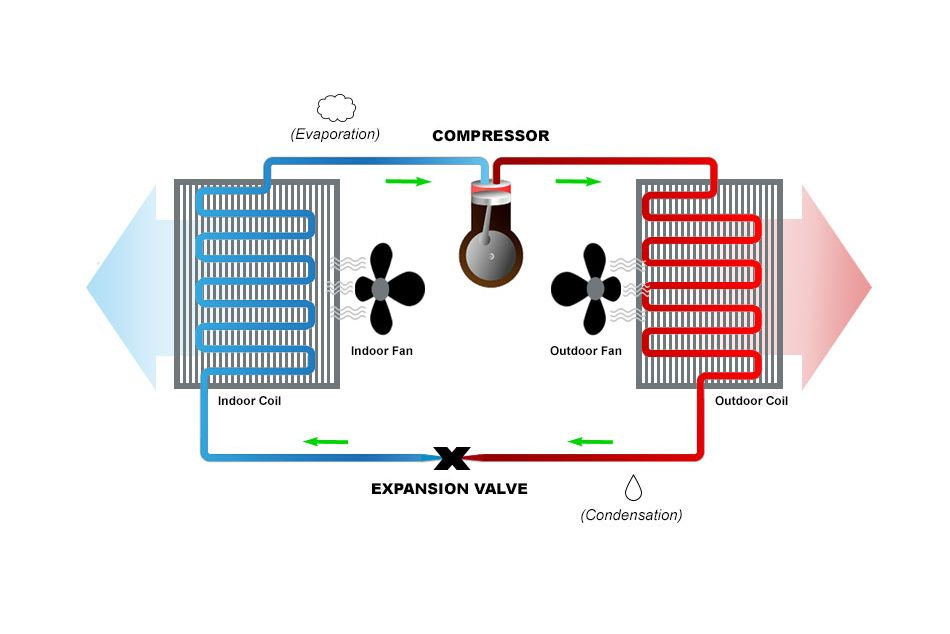 (Evaporation)
COMPRESSOR
Indoor Fan
Outdoor Fan
Indoor Coil
Outdoor Coil
EXPANSION VALVE
(Condensation)